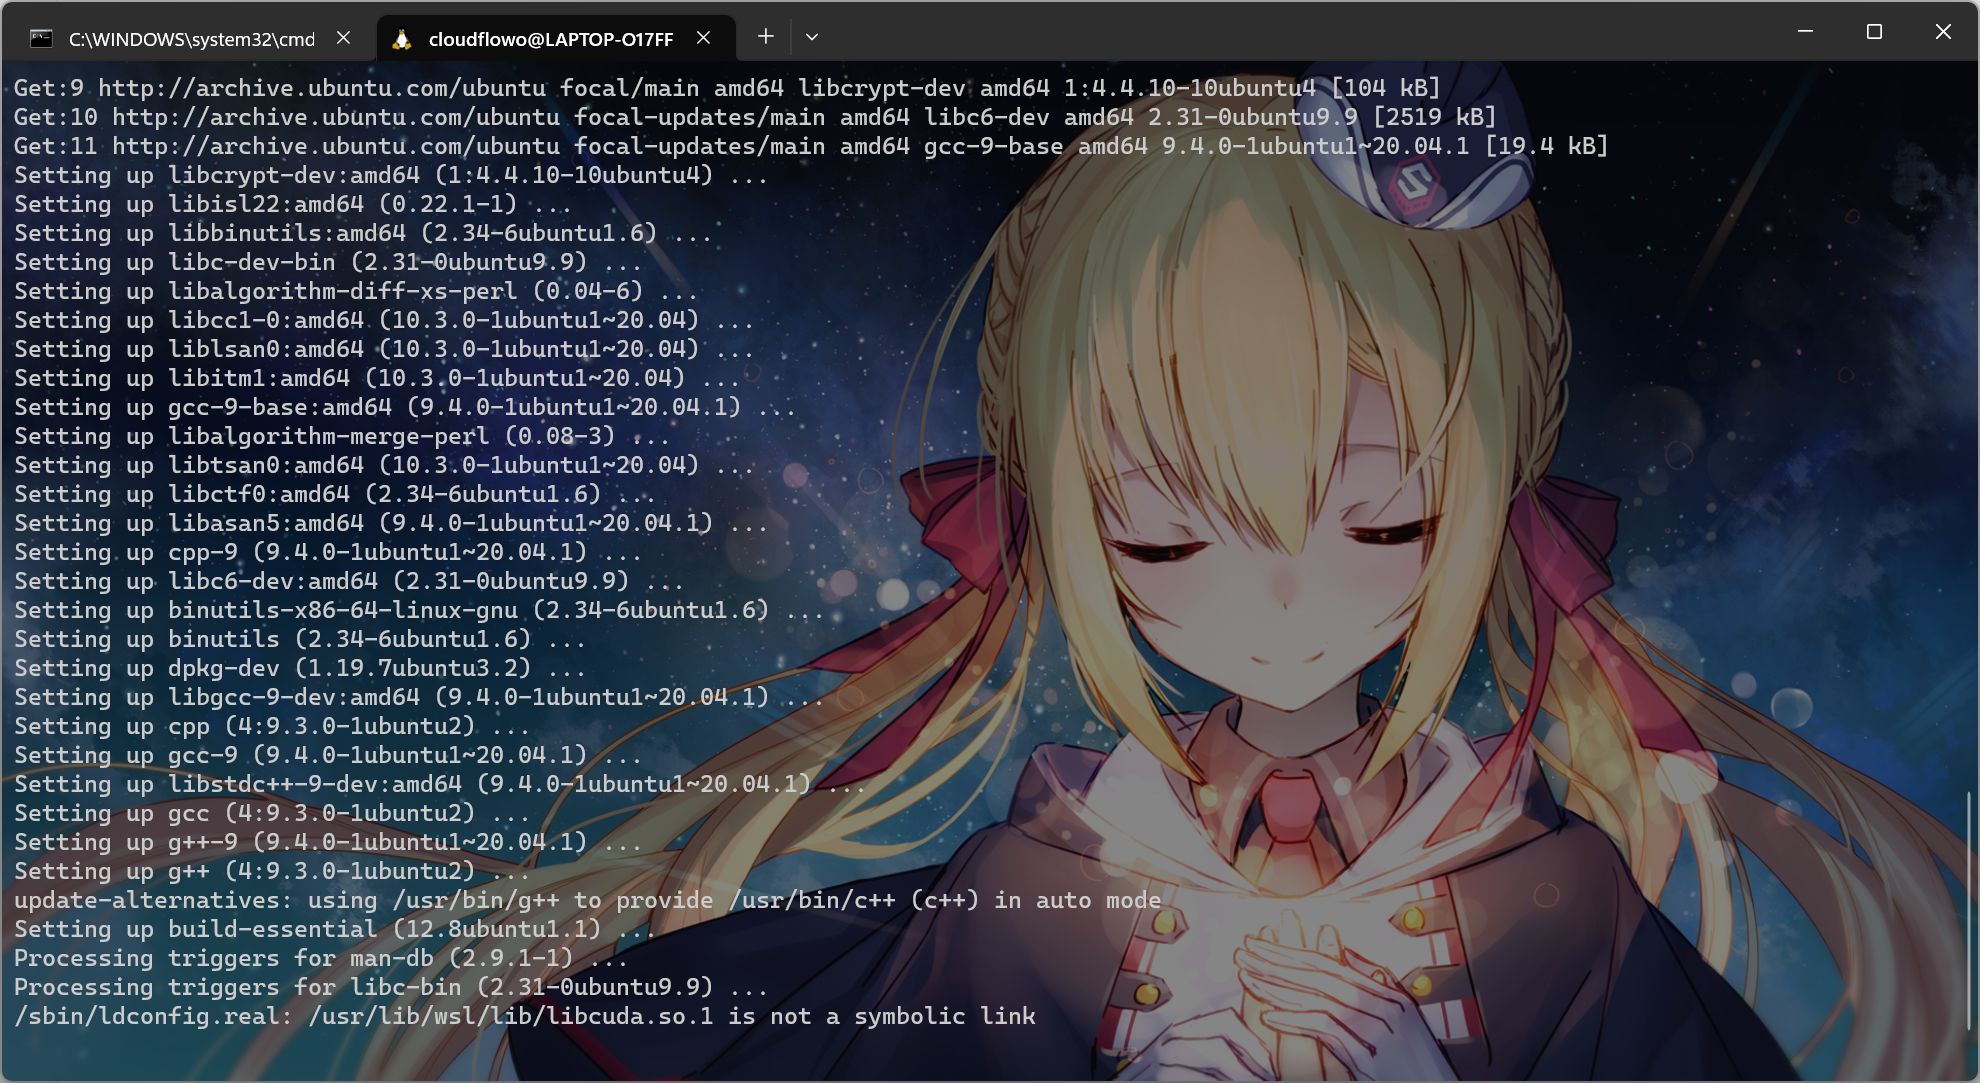 C:\WINDOWS\system32\cmd
cloudflowo@LAPTOP-O17FF
Get:9 http://archive.ubuntu.com/ubuntu focal/main amd64 libcrypt-dev amd64 1:4.4.10-10ubuntu4 [104 kB]
Get:10 http://archive.ubuntu.com/ubuntu focal-updates/main amd64 libc6-dev amd64 2.31-0ubuntu9.9 [2519 kB]
Get:11 http://archive.ubuntu.com/ubuntu focal-updates/main amd64 gcc-9-base amd64 9.4.0-1ubuntu1~20.04.1 [19.4 kB]
Setting up libcrypt-dev:amd64 (1:4.4.10-10ubuntu4) ...
Setting up libisl22:amd64 (0.22.1-1) ...
Setting up libbinutils:amd64 (2.34-6ubuntu1.6) ...
Setting up libc-dev-bin (2.31-0ubuntu9.9) ...
Setting up libalgorithm-diff-xs-perl (0.04-6) ...
Setting up libcc1-0:amd64 (10.3.0-1ubuntu1~20.04) ...
Setting up liblsan0:amd64 (10.3.0-1ubuntu1~20.04) ...
Setting up libitm1:amd64 (10.3.0-1ubuntu1~20.04) ...
Setting up gcc-9-base:amd64 (9.4.0-1ubuntu1~20.04.1) ...
Setting up libalgorithm-merge-perl (0.08-3) ...
Setting up libtsan0:amd64 (10.3.0-1ubuntu1~20.04) ...
Setting up libctf0:amd64 (2.34-6ubuntu1.6) ...
Setting up libasan5:amd64 (9.4.0-1ubuntu1~20.04.1) ...
Setting up cpp-9 (9.4.0-1ubuntu1~20.04.1) ...
Setting up libc6-dev:amd64 (2.31-0ubuntu9.9) ...
Setting up binutils-x86-64-linux-gnu (2.34-6ubuntu1.6) ...
Setting up binutils (2.34-6ubuntu1.6) ...
Setting up dpkg-dev (1.19.7ubuntu3.2) ...
Setting up libgcc-9-dev:amd64 (9.4.0-1ubuntu1~20.04.1) ...
Setting up cpp (4:9.3.0-1ubuntu2) ...
Setting up gcc-9 (9.4.0-1ubuntu1~20.04.1) ...
Setting up libstdc++-9-dev:amd64 (9.4.0-1ubuntu1~20.04.1) ...
Setting up gcc (4:9.3.0-1ubuntu2) ...
Setting up g++-9 (9.4.0-1ubuntu1~20.04.1) ...
Setting up g++ (4:9.3.0-1ubuntu2) ...
update-alternatives: using /usr/bin/g++ to provide /usr/bin/c++ (c++) in auto mode
Setting up build-essential (12.8ubuntu1.1) ...
Processing triggers for man-db (2.9.1-1) ...
Processing triggers for libc-bin (2.31-0ubuntu9.9) ...
/sbin/ldconfig.real: /usr/lib/wsl/lib/libcuda.so.1 is not a symbolic link